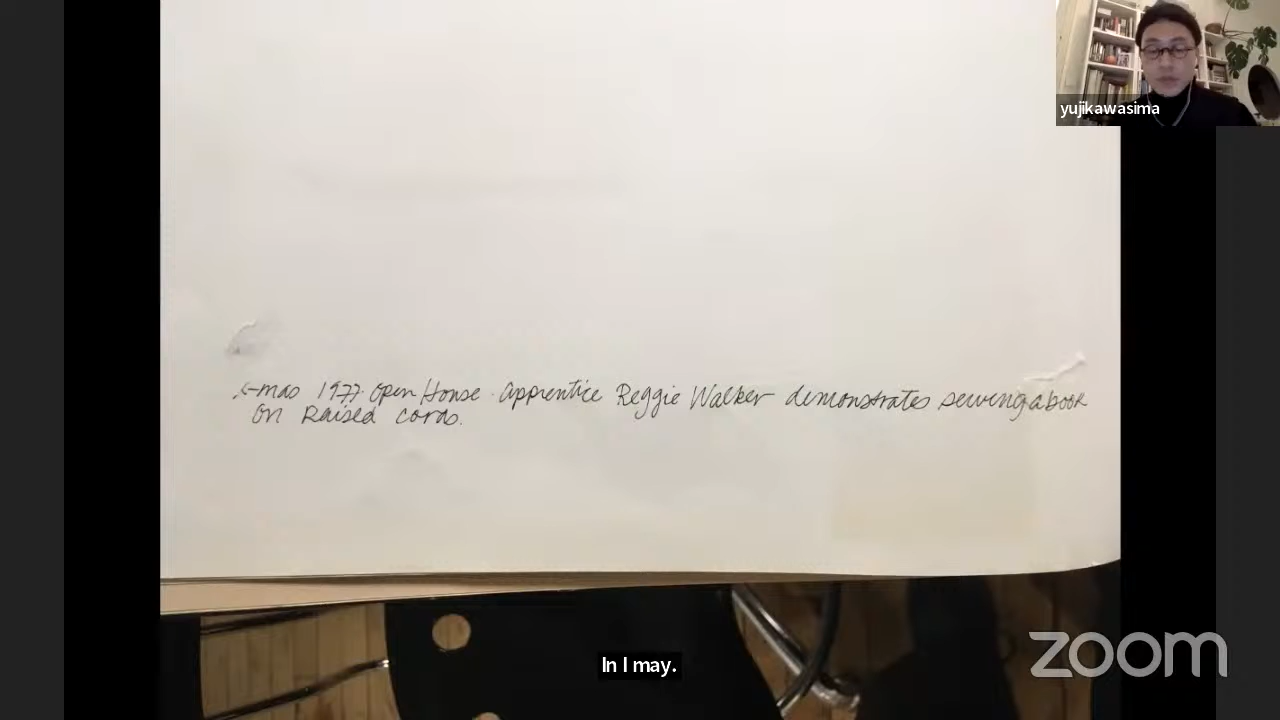 yujikawasima
X-mas 1977. Open House. Apprentice Reggie Walker demonstrates sewing a book
on Raised cords.
In I may.
zoom